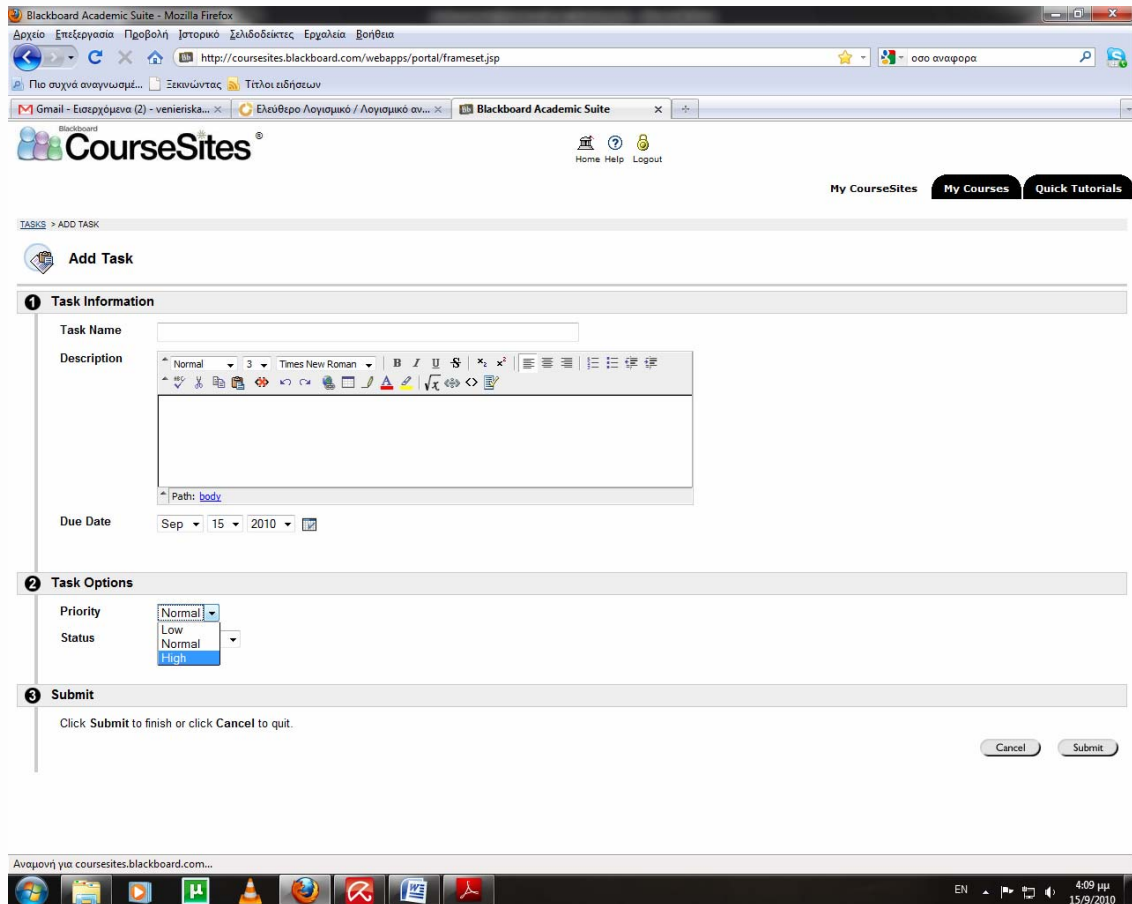 Blackboard Academic Suite - Mozilla Firefox
Αρχείο Επεξεργασία Προβολή Ιστορικό Σελιδοδείκτες Εργαλεία Βοήθεια
http://coursesites.blackboard.com/webapps/portal/frameset.jsp οσο αναφορα
Πιο συχνά αναγνωσμέ... Ξεκινώντας Τίτλοι ειδήσεων
Gmail - Εισερχόμενα (2) - venieriska... Ελεύθερο Λογισμικό / Λογισμικό αν... Blackboard Academic Suite
Blackboard
CourseSites®
Home Help Logout
My CourseSites My Courses Quick Tutorials
TASKS > ADD TASK
Add Task
1 Task Information
Task Name
Description
Normal 3 Times New Roman B I U S x₂ x²
ABC √x <>
Path: body
Due Date Sep 15 2010
2 Task Options
Priority Normal
Low
Status Normal
High
3 Submit
Click Submit to finish or click Cancel to quit.
Cancel Submit
Αναμονή για coursesites.blackboard.com...
EN 4:09 μμ
15/9/2010